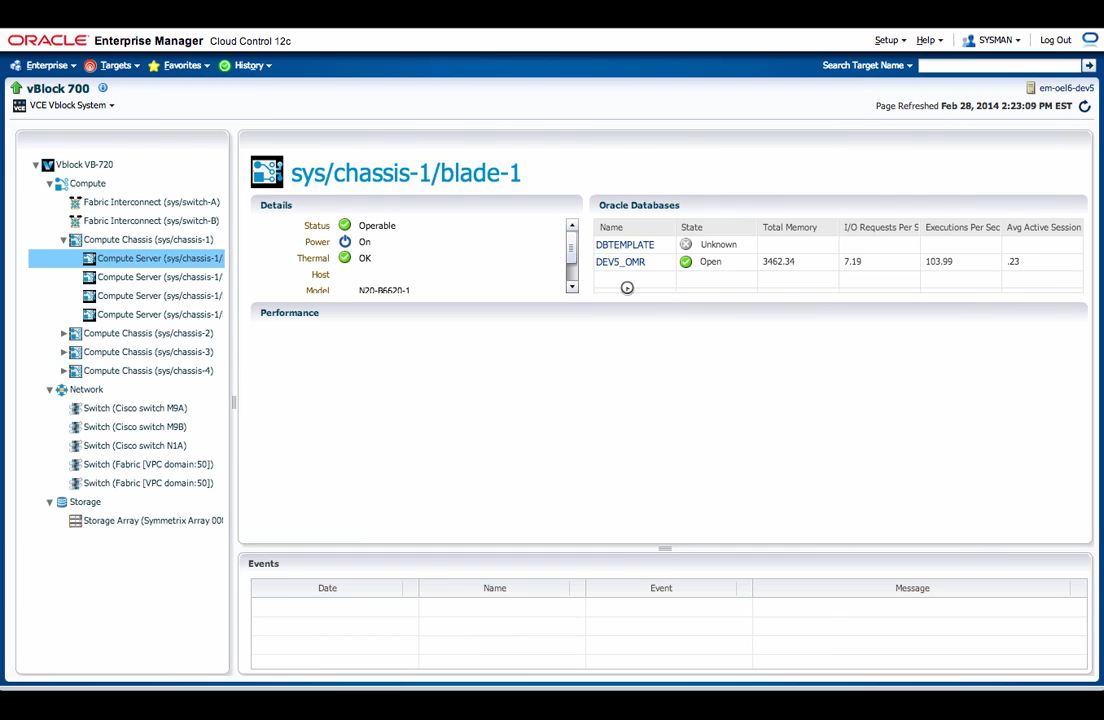 ORACLE Enterprise Manager Cloud Control 12c
Setup Help SYSMAN Log Out
Enterprise Targets Favorites History Search Target Name
vBlock 700 em-oel6-dev5
VCE VCE Vblock System Page Refreshed Feb 28, 2014 2:23:09 PM EST
Vblock VB-720
Compute
Fabric Interconnect (sys/switch-A)
Fabric Interconnect (sys/switch-B)
Compute Chassis (sys/chassis-1)
Compute Server (sys/chassis-1/
Compute Server (sys/chassis-1/
Compute Server (sys/chassis-1/
Compute Server (sys/chassis-1/
Compute Chassis (sys/chassis-2)
Compute Chassis (sys/chassis-3)
Compute Chassis (sys/chassis-4)
Network
Switch (Cisco switch M9A)
Switch (Cisco switch M9B)
Switch (Cisco switch N1A)
Switch (Fabric [VPC domain:50])
Switch (Fabric [VPC domain:50])
Storage
Storage Array (Symmetrix Array 00
sys/chassis-1/blade-1
Details
Status Operable
Power On
Thermal OK
Host
Model N20-B6620-1
Oracle Databases
Name State Total Memory I/O Requests Per S Executions Per Sec Avg Active Session
DBTEMPLATE Unknown
DEV5_OMR Open 3462.34 7.19 103.99 .23
Performance
Events
Date Name Event Message